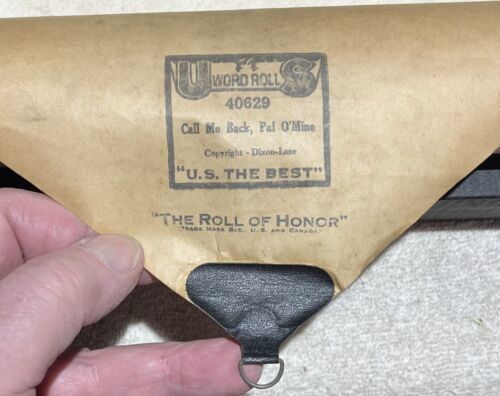 U WORD ROLL S
40629
Call Me Back, Pal O'Mine
Copyright - Dixon-Lane
"U.S. THE BEST"
"THE ROLL OF HONOR"
(TRADE MARK REG. U.S. AND CANADA)